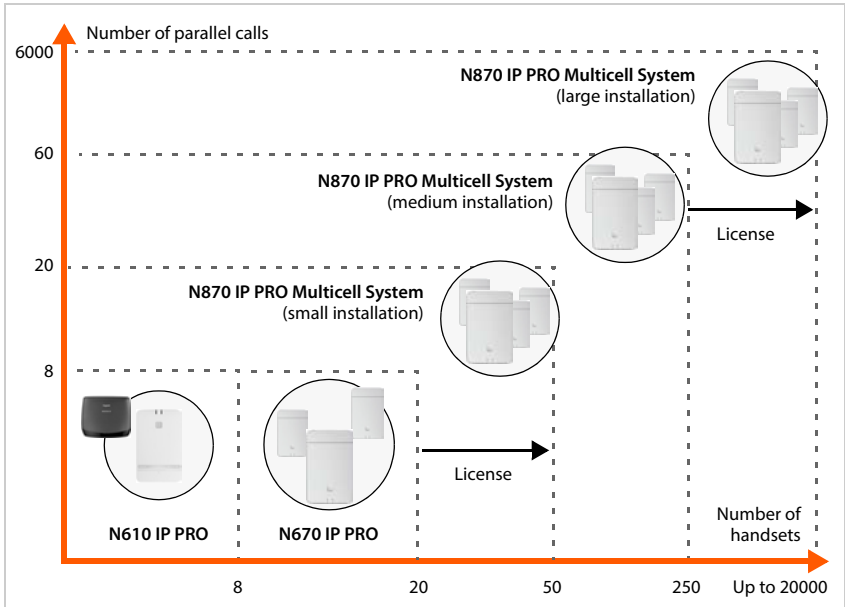 Number of parallel calls
6000
N870 IP PRO Multicell System
(large installation)
60
N870 IP PRO Multicell System
(medium installation)
License
20
N870 IP PRO Multicell System
(small installation)
8
License
N610 IP PRO
N670 IP PRO
Number of
handsets
8
20
50
250
Up to 20000